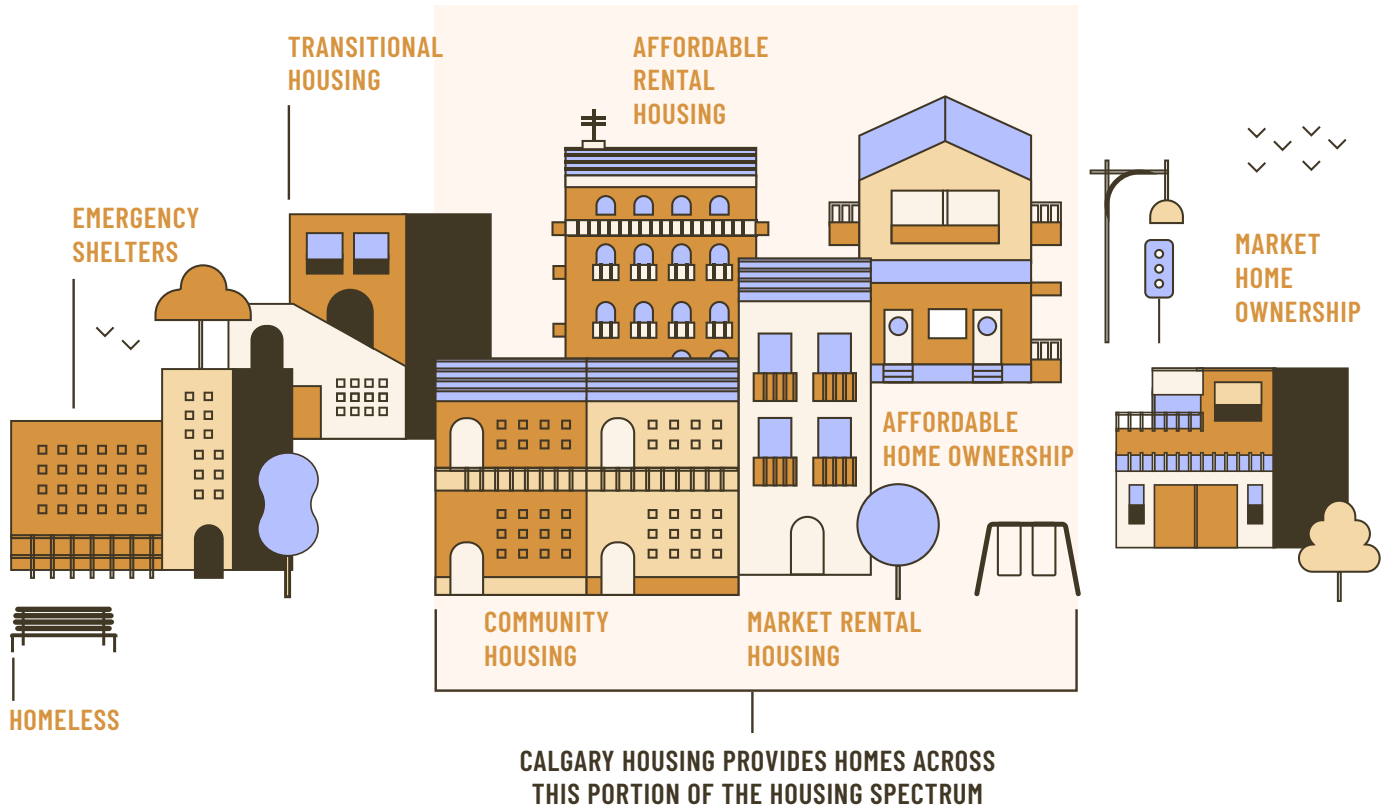 TRANSITIONAL
HOUSING
AFFORDABLE
RENTAL
HOUSING
EMERGENCY
SHELTERS
MARKET
HOME
OWNERSHIP
AFFORDABLE
HOME OWNERSHIP
COMMUNITY
HOUSING
MARKET RENTAL
HOUSING
HOMELESS
CALGARY HOUSING PROVIDES HOMES ACROSS
THIS PORTION OF THE HOUSING SPECTRUM